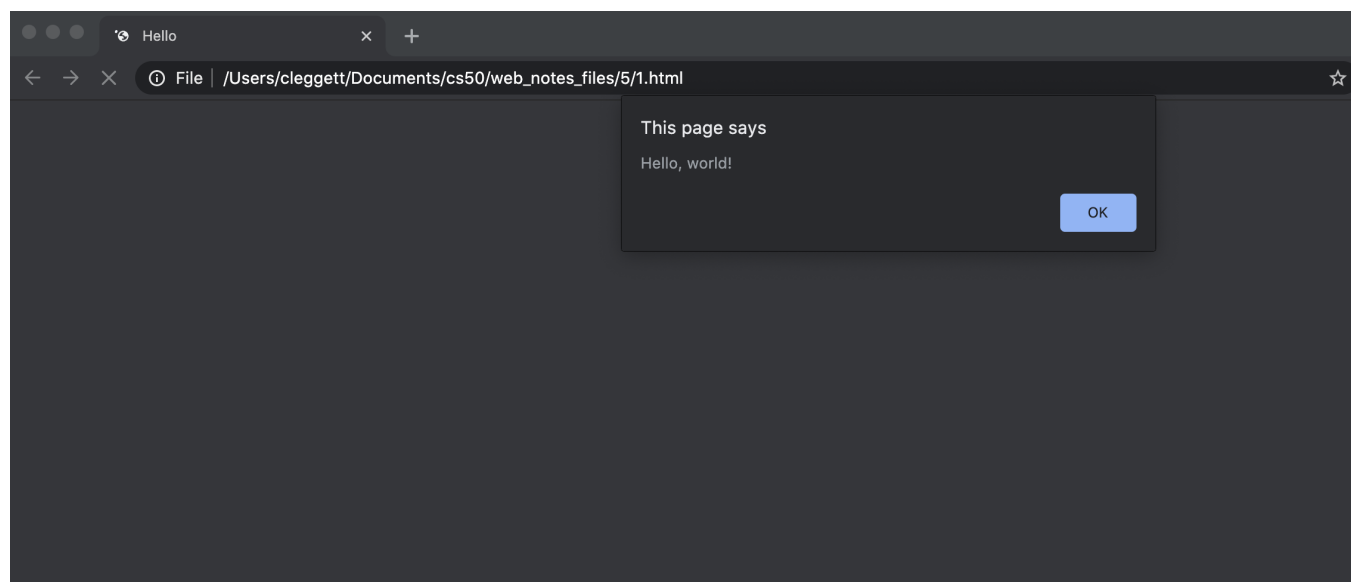 Hello
File /Users/cleggett/Documents/cs50/web_notes_files/5/1.html
This page says
Hello, world!
OK